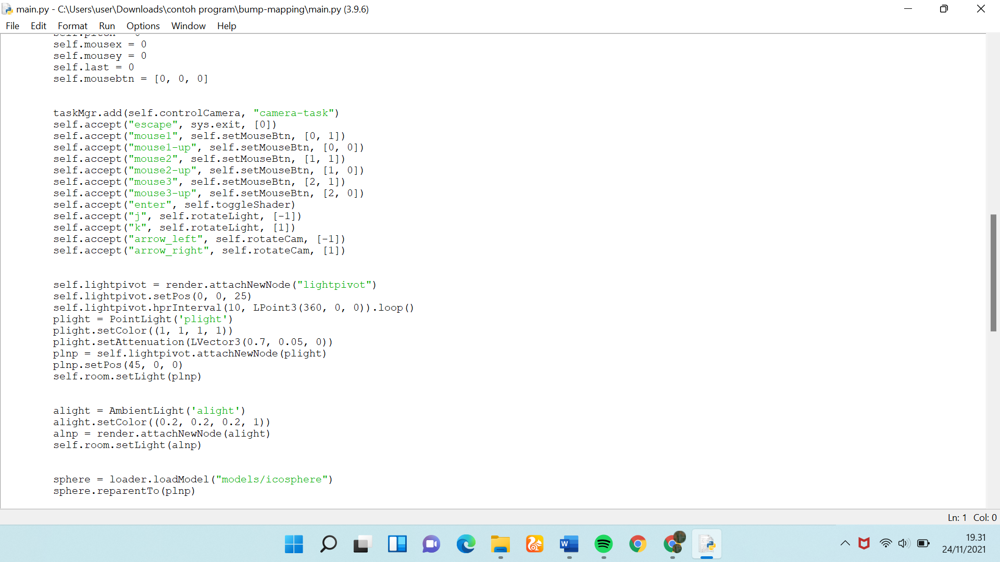 main.py - C:\Users\user\Downloads\contoh program\bump-mapping\main.py (3.9.6)
File Edit Format Run Options Window Help
self.mousex = 0
self.mousey = 0
self.last = 0
self.mousebtn = [0, 0, 0]
taskMgr.add(self.controlCamera, "camera-task")
self.accept("escape", sys.exit, [0])
self.accept("mouse1", self.setMouseBtn, [0, 1])
self.accept("mouse1-up", self.setMouseBtn, [0, 0])
self.accept("mouse2", self.setMouseBtn, [1, 1])
self.accept("mouse2-up", self.setMouseBtn, [1, 0])
self.accept("mouse3", self.setMouseBtn, [2, 1])
self.accept("mouse3-up", self.setMouseBtn, [2, 0])
self.accept("enter", self.toggleShader)
self.accept("j", self.rotateLight, [-1])
self.accept("k", self.rotateLight, [1])
self.accept("arrow_left", self.rotateCam, [-1])
self.accept("arrow_right", self.rotateCam, [1])
self.lightpivot = render.attachNewNode("lightpivot")
self.lightpivot.setPos(0, 0, 25)
self.lightpivot.hprInterval(10, LPoint3(360, 0, 0)).loop()
plight = PointLight('plight')
plight.setColor((1, 1, 1, 1))
plight.setAttenuation(LVector3(0.7, 0.05, 0))
plnp = self.lightpivot.attachNewNode(plight)
plnp.setPos(45, 0, 0)
self.room.setLight(plnp)
alight = AmbientLight('alight')
alight.setColor((0.2, 0.2, 0.2, 1))
alnp = render.attachNewNode(alight)
self.room.setLight(alnp)
sphere = loader.loadModel("models/icosphere")
sphere.reparentTo(plnp)
Ln: 1 Col: 0
W
19.31
24/11/2021